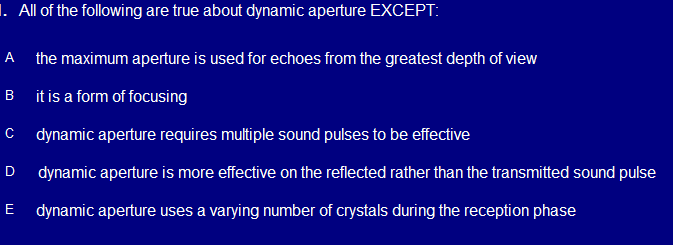 . All of the following are true about dynamic aperture EXCEPT:
A the maximum aperture is used for echoes from the greatest depth of view
B it is a form of focusing
C dynamic aperture requires multiple sound pulses to be effective
D dynamic aperture is more effective on the reflected rather than the transmitted sound pulse
E dynamic aperture uses a varying number of crystals during the reception phase